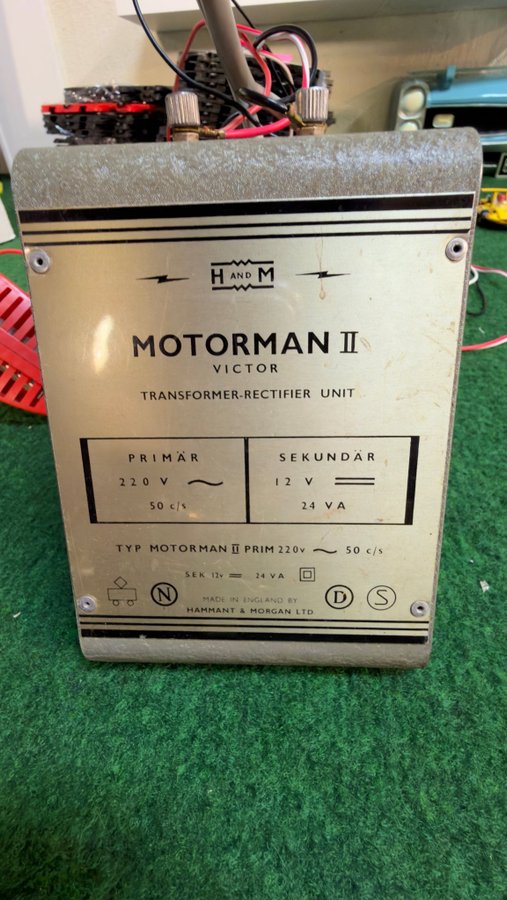 H AND M
MOTORMAN II
VICTOR
TRANSFORMER-RECTIFIER UNIT
PRIMÄR
220 V ~
50 c/s
SEKUNDÄR
12 V ⎓
24 VA
TYP MOTORMAN II PRIM 220v ~ 50 c/s
SEK 12v ⎓ 24 VA
N
MADE IN ENGLAND BY
HAMMANT & MORGAN LTD.
D
S